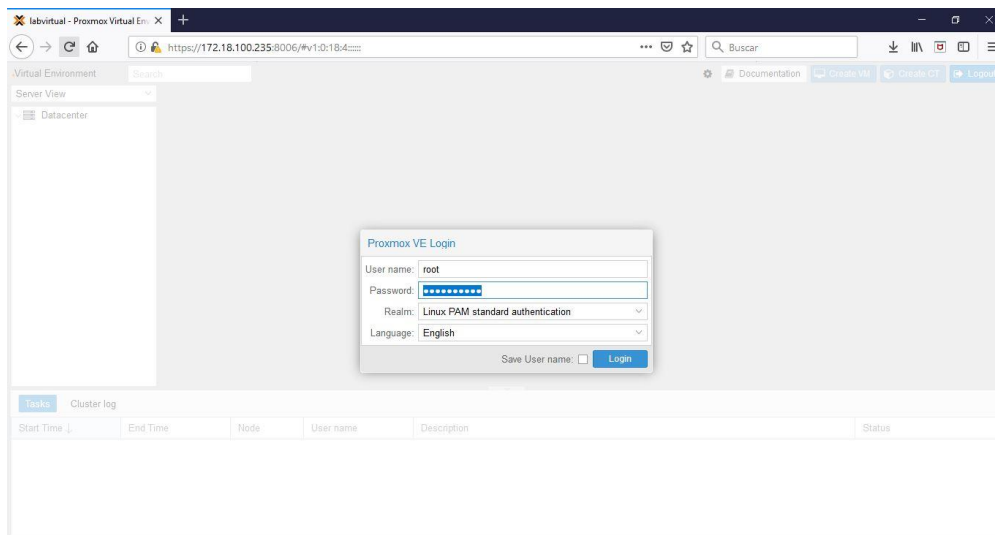 labvirtual - Proxmox Virtual En
https://172.18.100.235:8006/#v1:0:18:4::::::
Buscar
Virtual Environment
Search
Documentation
Create VM
Create CT
Logout
Server View
Datacenter
Proxmox VE Login
User name: root
Password: ●●●●●●●●●●
Realm: Linux PAM standard authentication
Language: English
Save User name:
Login
Tasks Cluster log
Start Time ↓ End Time Node User name Description Status